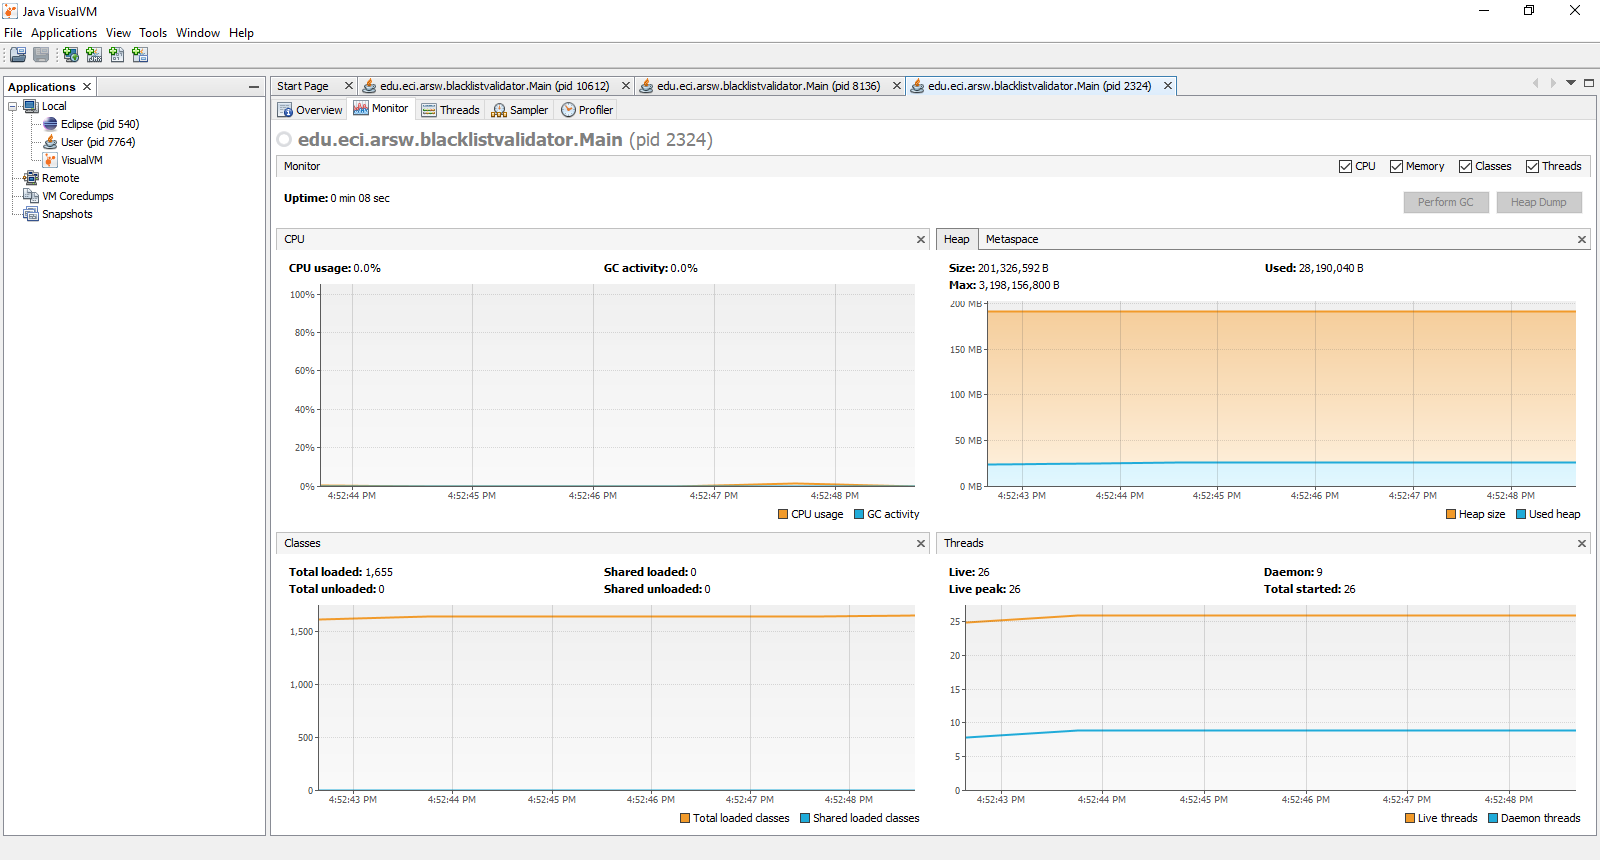 Java VisualVM
File Applications View Tools Window Help
Applications
Local
Eclipse (pid 540)
User (pid 7764)
VisualVM
Remote
VM Coredumps
Snapshots
Start Page edu.eci.arsw.blacklistvalidator.Main (pid 10612) edu.eci.arsw.blacklistvalidator.Main (pid 8136) edu.eci.arsw.blacklistvalidator.Main (pid 2324)
Overview Monitor Threads Sampler Profiler
edu.eci.arsw.blacklistvalidator.Main (pid 2324)
Monitor CPU Memory Classes Threads
Uptime: 0 min 08 sec
Perform GC Heap Dump
CPU
CPU usage: 0.0% GC activity: 0.0%
100%
80%
60%
40%
20%
0%
4:52:44 PM 4:52:45 PM 4:52:46 PM 4:52:47 PM 4:52:48 PM
CPU usage GC activity
Heap Metaspace
Size: 201,326,592 B Used: 28,190,040 B
Max: 3,198,156,800 B
200 MB
150 MB
100 MB
50 MB
0 MB
4:52:43 PM 4:52:44 PM 4:52:45 PM 4:52:46 PM 4:52:47 PM 4:52:48 PM
Heap size Used heap
Classes
Total loaded: 1,655 Shared loaded: 0
Total unloaded: 0 Shared unloaded: 0
1,500
1,000
500
0
4:52:43 PM 4:52:44 PM 4:52:45 PM 4:52:46 PM 4:52:47 PM 4:52:48 PM
Total loaded classes Shared loaded classes
Threads
Live: 26 Daemon: 9
Live peak: 26 Total started: 26
25
20
15
10
5
0
4:52:43 PM 4:52:44 PM 4:52:45 PM 4:52:46 PM 4:52:47 PM 4:52:48 PM
Live threads Daemon threads